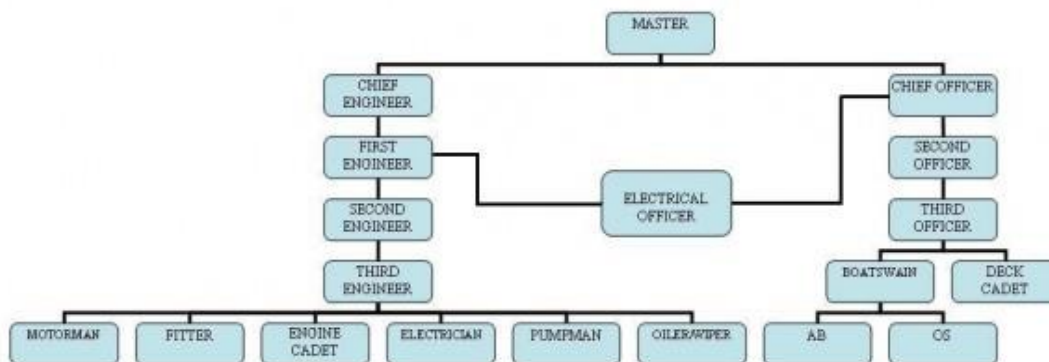 MASTER
CHIEF
ENGINEER
CHIEF OFFICER
FIRST
ENGINEER
SECOND
OFFICER
ELECTRICAL
OFFICER
SECOND
ENGINEER
THIRD
OFFICER
THIRD
ENGINEER
BOATSWAIN
DECK
CADET
MOTORMAN
FITTER
ENGINE
CADET
ELECTRICIAN
PUMPMAN
OILER/WIPER
AB
OS